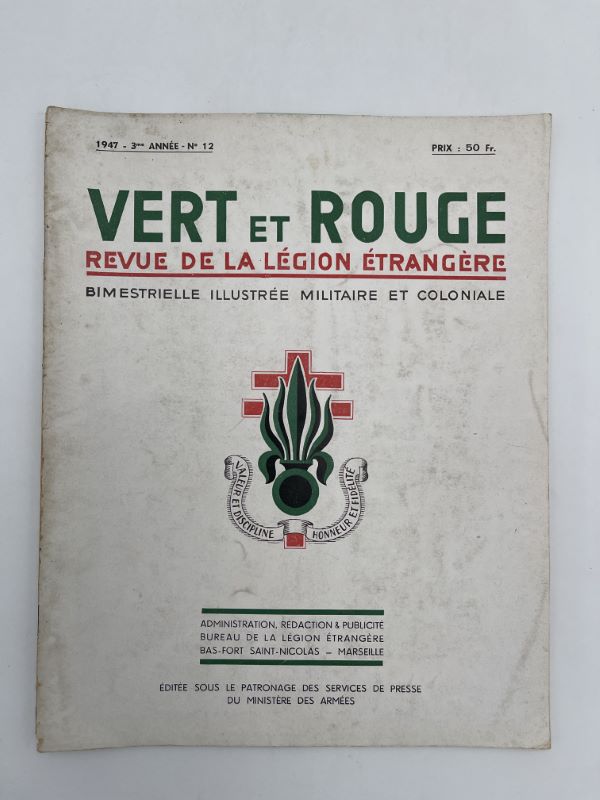 1947 - 3me ANNÉE - No 12
PRIX : 50 Fr.
VERT ET ROUGE
REVUE DE LA LÉGION ÉTRANGÈRE
BIMESTRIELLE ILLUSTRÉE MILITAIRE ET COLONIALE
VALEUR ET DISCIPLINE
HONNEUR ET FIDÉLITÉ
ADMINISTRATION, REDACTION & PUBLICITÉ
BUREAU DE LA LÉGION ÉTRANGÈRE
BAS-FORT SAINT-NICOLAS - MARSEILLE
ÉDITÉE SOUS LE PATRONAGE DES SERVICES DE PRESSE
DU MINISTÈRE DES ARMÉES